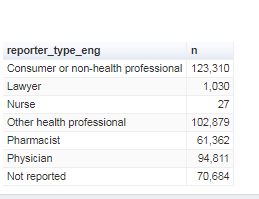 reporter_type_eng n
Consumer or non-health professional 123,310
Lawyer 1,030
Nurse 27
Other health professional 102,879
Pharmacist 61,362
Physician 94,811
Not reported 70,684